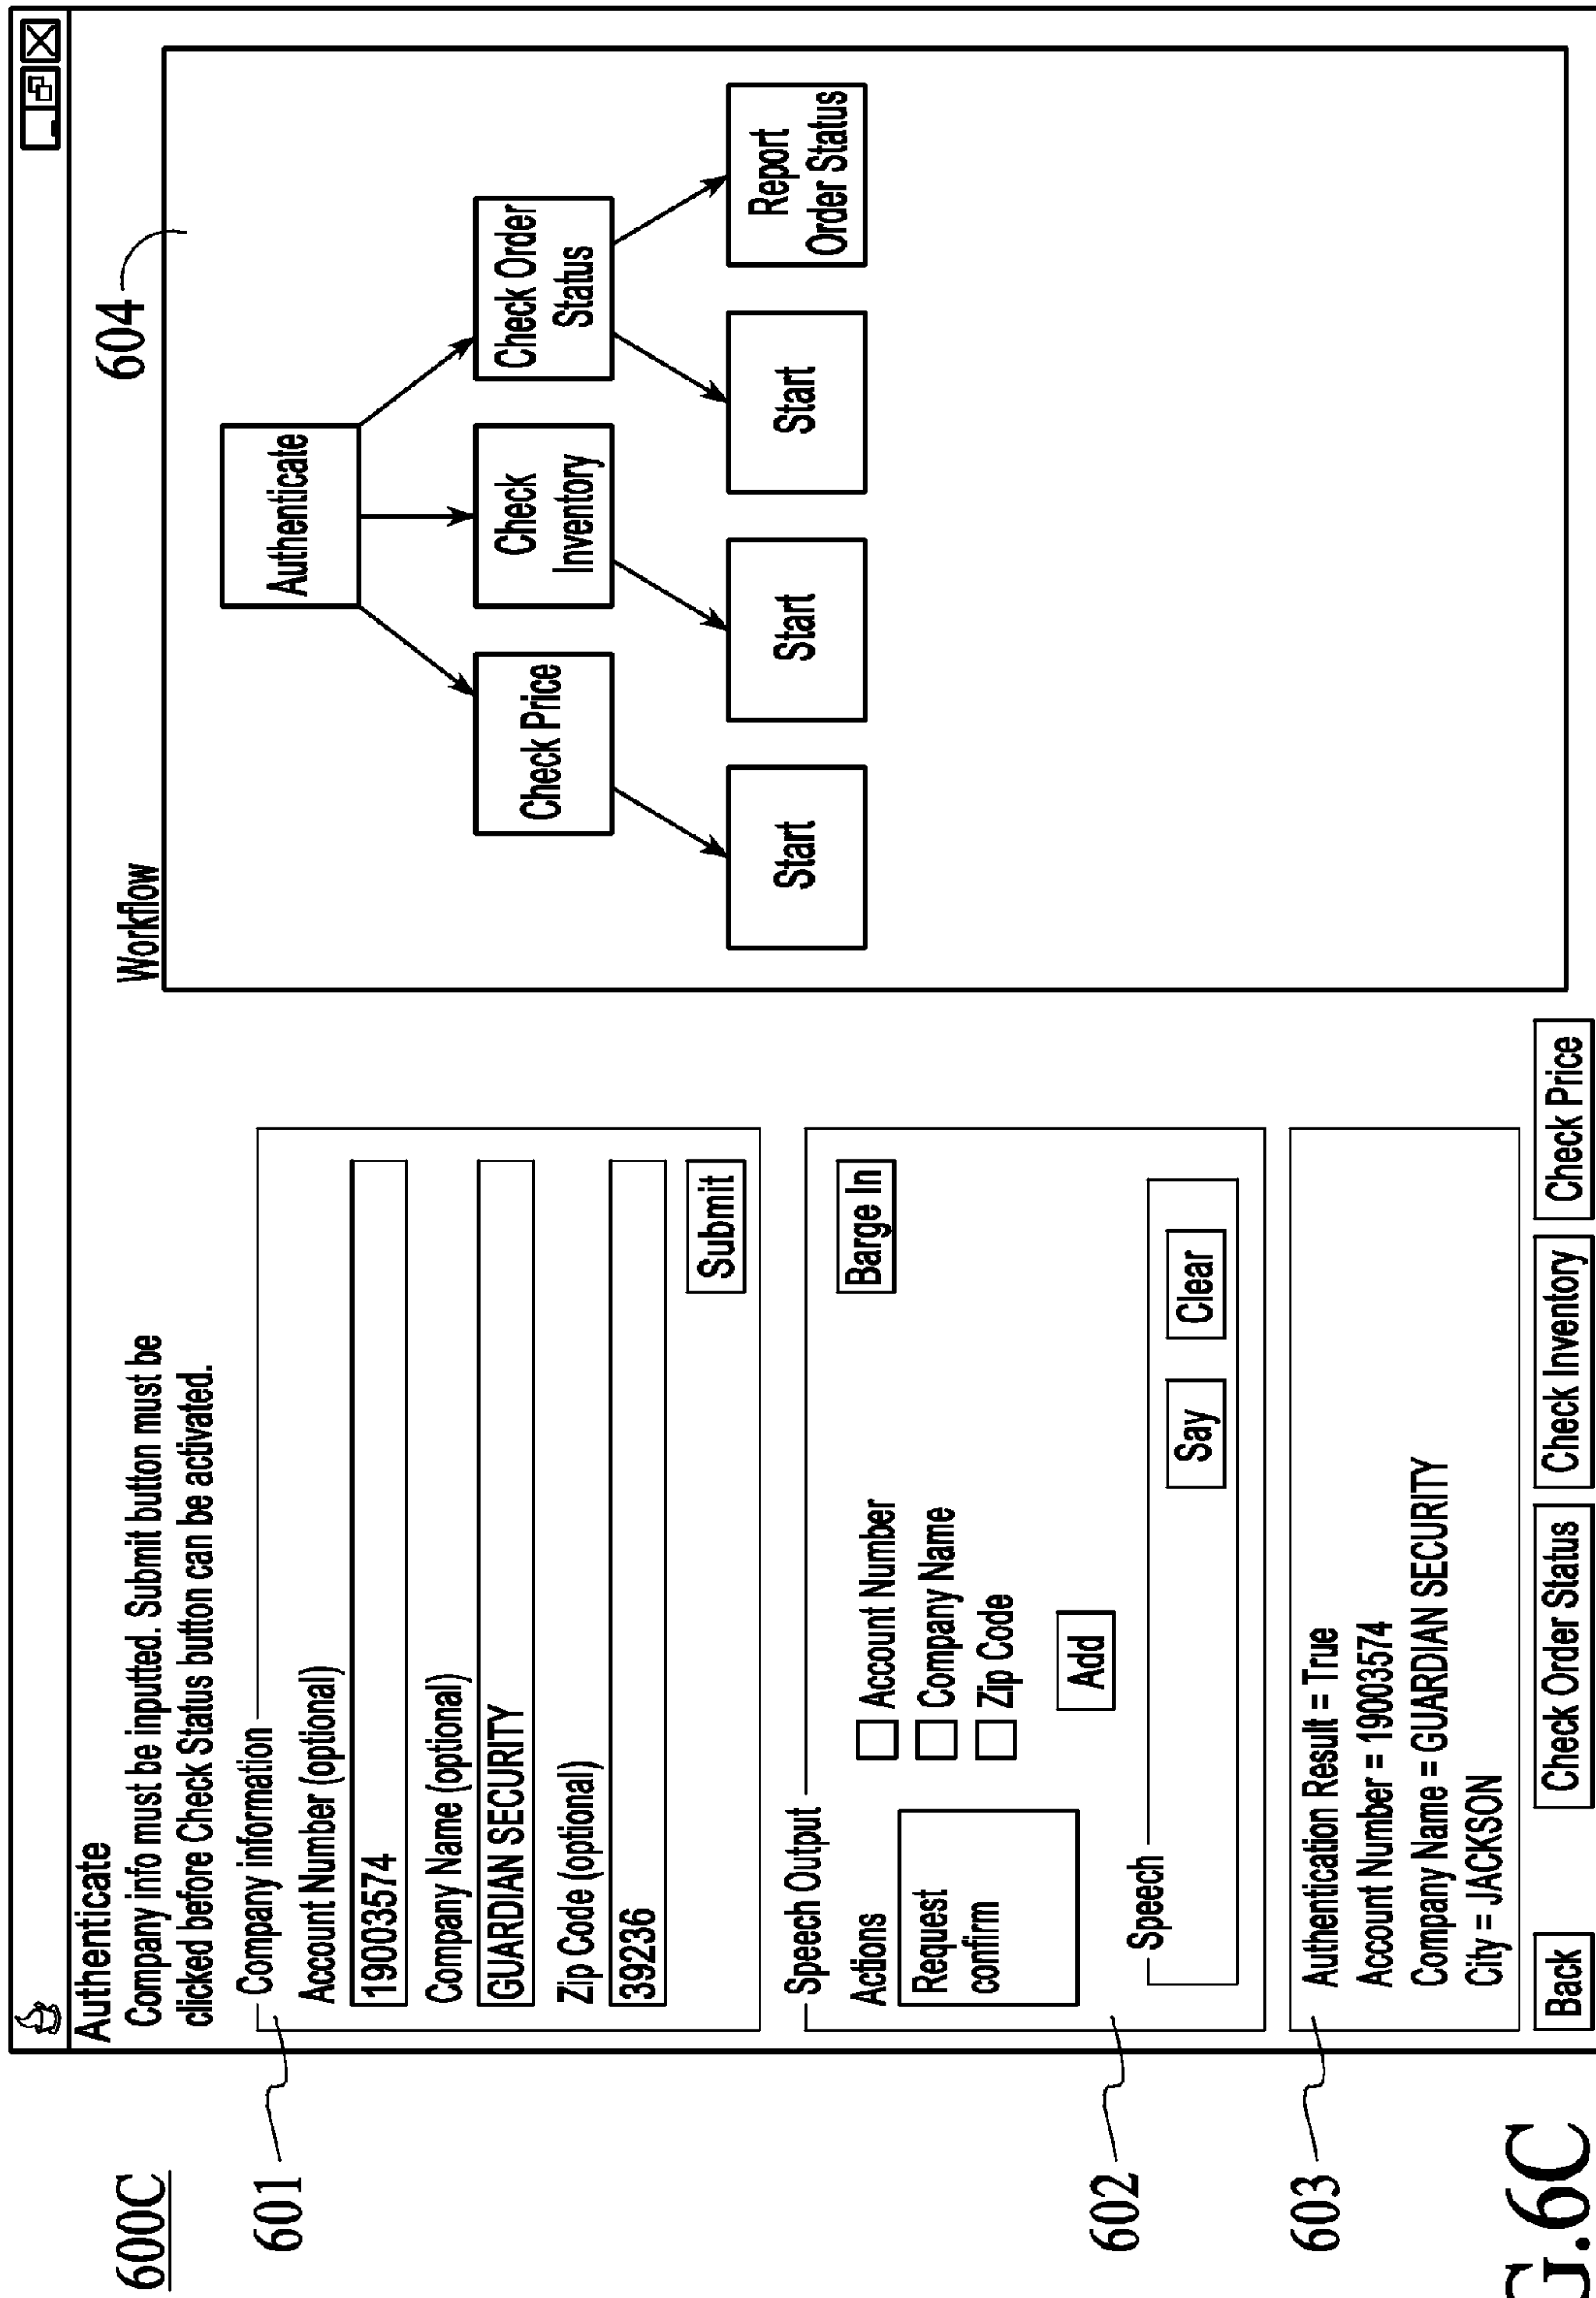 600C
Authenticate
Company info must be inputted. Submit button must be
clicked before Check Status button can be activated.
601
Company information
Account Number (optional)
19003574
Company Name (optional)
GUARDIAN SECURITY
Zip Code (optional)
39236
Submit
602
Speech Output
Actions
Request
confirm
Account Number
Company Name
Zip Code
Add
Barge In
Speech
Say
Clear
603
Authentication Result = True
Account Number = 19003574
Company Name = GUARDIAN SECURITY
City = JACKSON
Back
Check Order Status
Check Inventory
Check Price
Workflow
604
Authenticate
Check Price
Check
Inventory
Check Order
Status
Start
Start
Start
Report
Order Status
G.6C